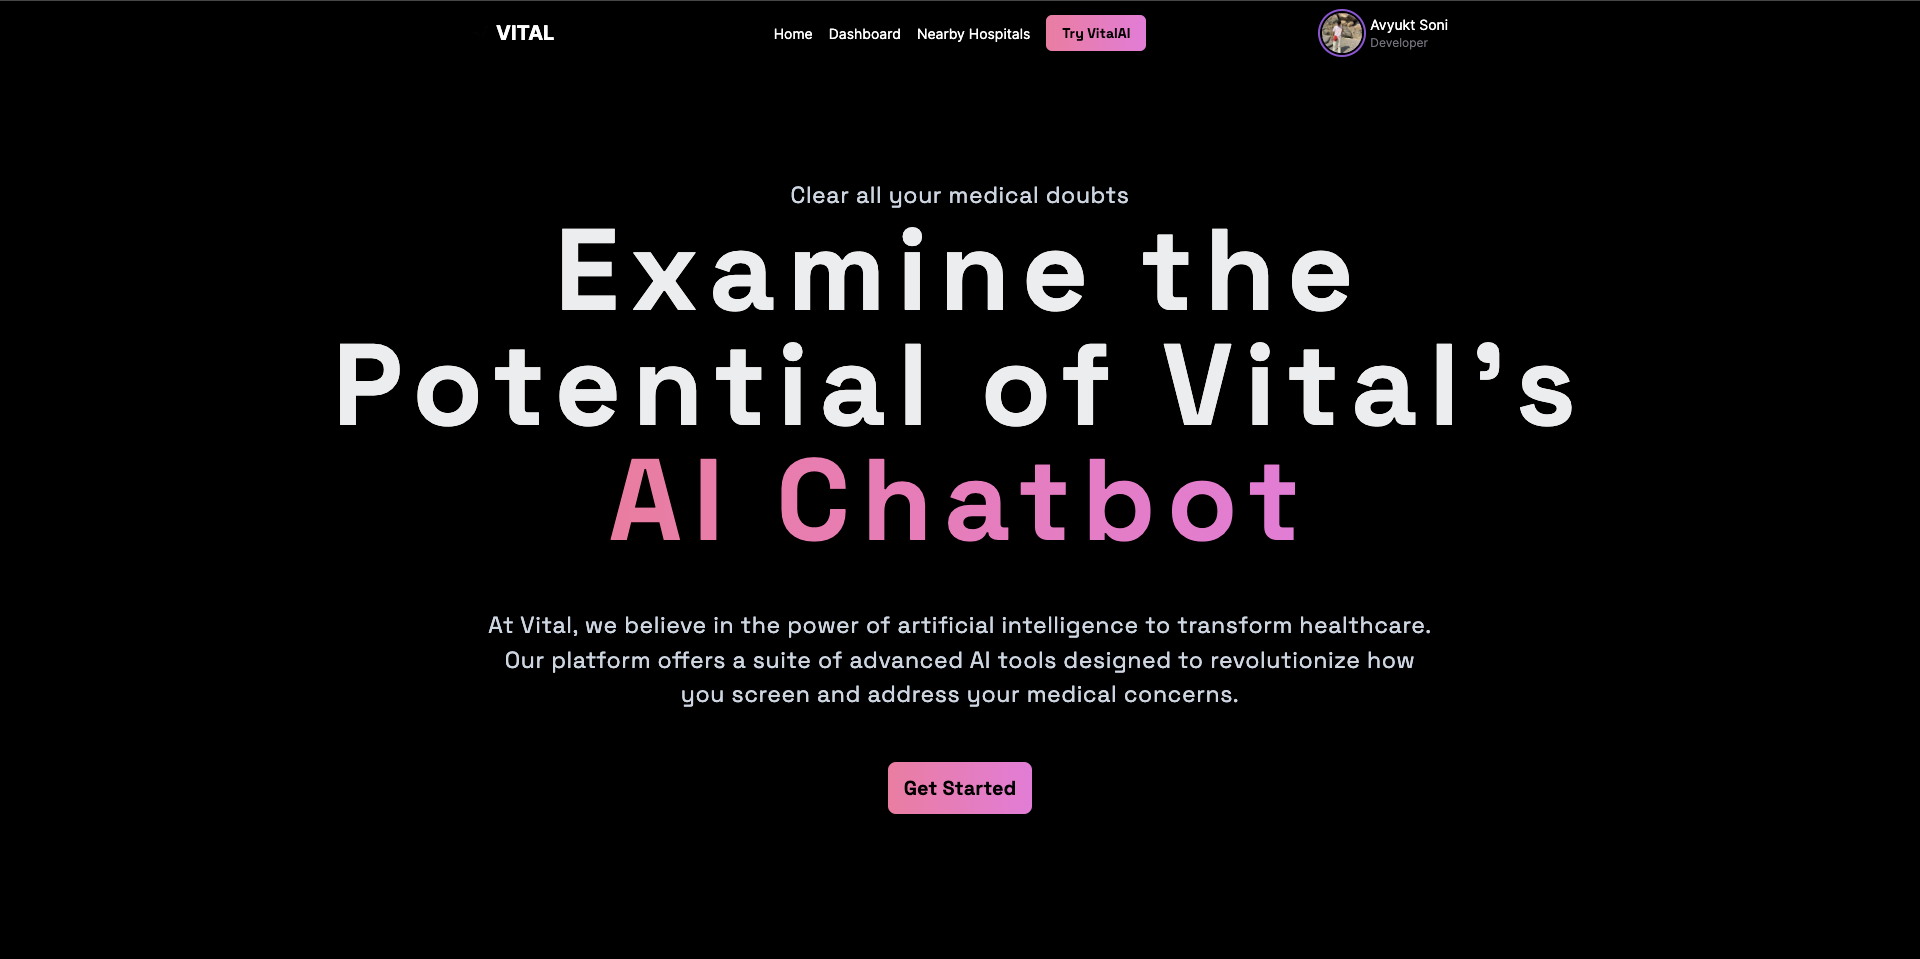 VITAL
Home Dashboard Nearby Hospitals Try VitalAI
Avyukt Soni
Developer
Clear all your medical doubts
Examine the
Potential of Vital’s
AI Chatbot
At Vital, we believe in the power of artificial intelligence to transform healthcare.
Our platform offers a suite of advanced AI tools designed to revolutionize how
you screen and address your medical concerns.
Get Started